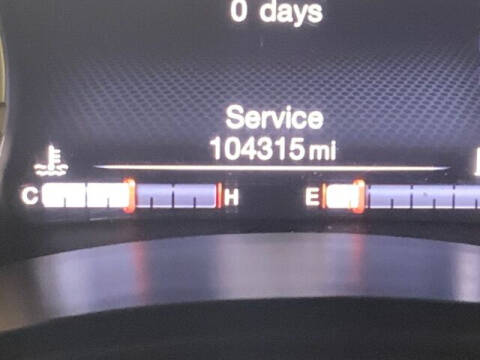 0 days
Service
104315 mi
C H E